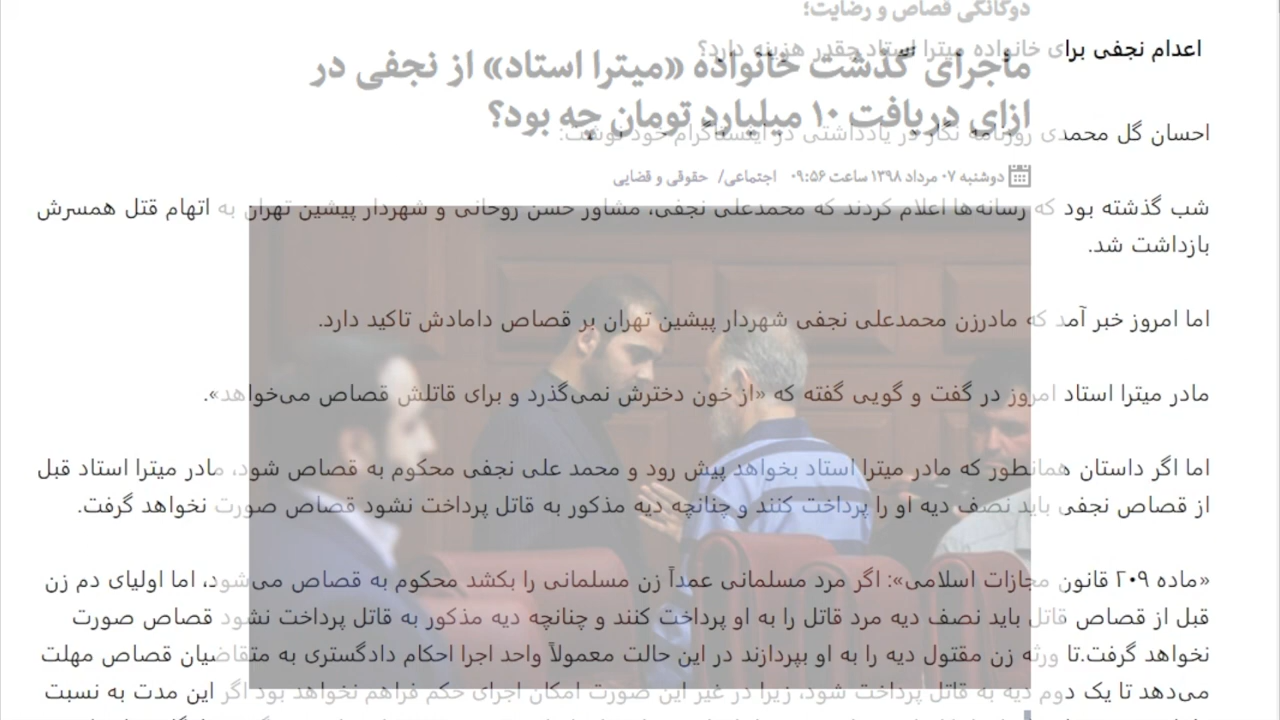 دوگانگی قصاص و رضایت؛
اعدام نجفی برای خانواده میترا استاد چقدر هزینه دارد؟
ماجرای گذشت خانواده «میترا استاد» از نجفی در
ازای دریافت ۱۰ میلیارد تومان چه بود؟
احسان گل محمدی روزنامه نگار در یادداشتی در اینستاگرام خود نوشت:
دوشنبه ۰۷ مرداد ۱۳۹۸ ساعت ۰۹:۵۶ اجتماعی/ حقوقی و قضایی
شب گذشته بود که رسانه‌ها اعلام کردند که محمدعلی نجفی، مشاور حسن روحانی و شهردار پیشین تهران به اتهام قتل همسرش
بازداشت شد.
اما امروز خبر آمد که مادرزن محمدعلی نجفی شهردار پیشین تهران بر قصاص دامادش تاکید دارد.
مادر میترا استاد امروز در گفت و گویی گفته که «از خون دخترش نمی‌گذرد و برای قاتلش قصاص می‌خواهد».
اما اگر داستان همانطور که مادر میترا استاد بخواهد پیش رود و محمد علی نجفی محکوم به قصاص شود، مادر میترا استاد قبل
از قصاص نجفی باید نصف دیه او را پرداخت کنند و چنانچه دیه مذکور به قاتل پرداخت نشود قصاص صورت نخواهد گرفت.
«ماده ۲۰۹ قانون مجازات اسلامی»: اگر مرد مسلمانی عمداً زن مسلمانی را بکشد محکوم به قصاص می‌شود، اما اولیای دم زن
قبل از قصاص قاتل باید نصف دیه مرد قاتل را به او پرداخت کنند و چنانچه دیه مذکور به قاتل پرداخت نشود قصاص صورت
نخواهد گرفت.تا ورثه زن مقتول دیه را به او بپردازند در این حالت معمولاً واحد اجرا احکام دادگستری به متقاضیان قصاص مهلت
می‌دهد تا یک دوم دیه به قاتل پرداخت شود، زیرا در غیر این صورت امکان اجرای حکم فراهم نخواهد بود اگر این مدت به نسبت